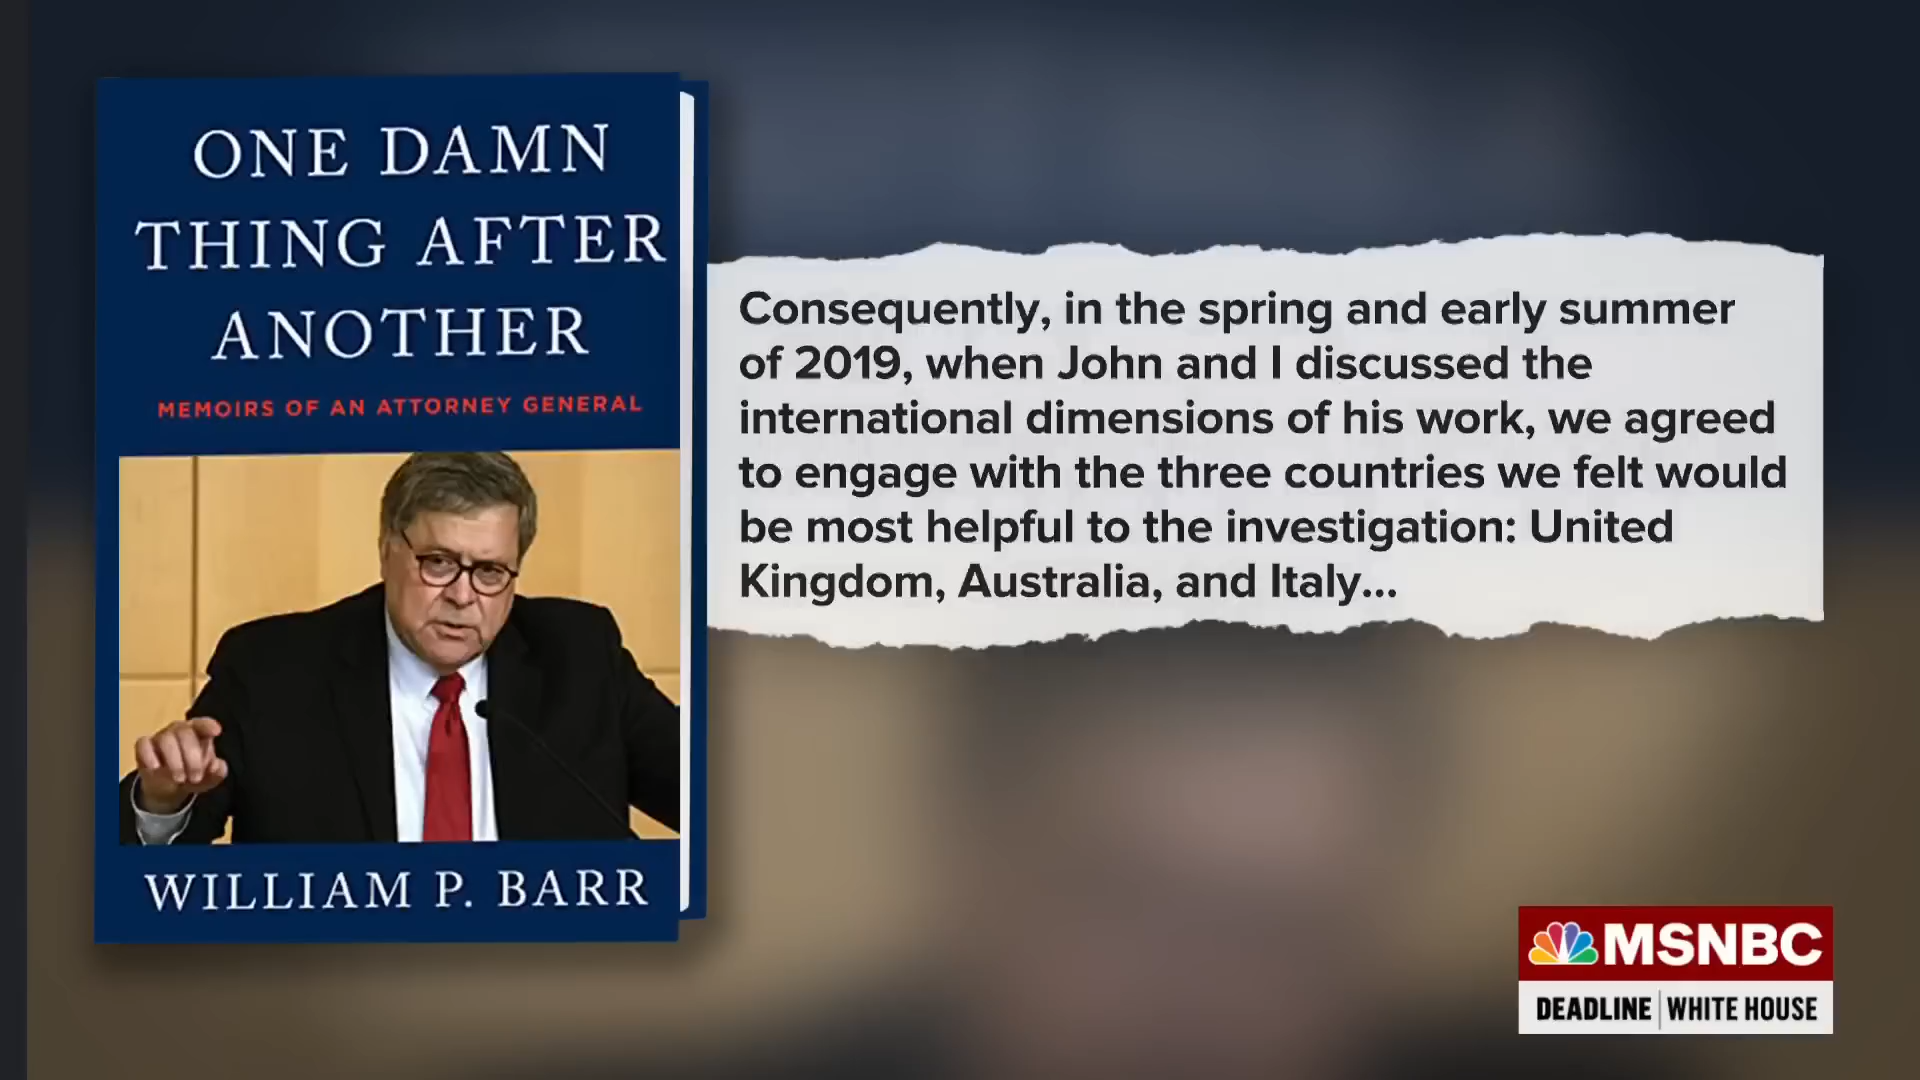 ONE DAMN
THING AFTER
ANOTHER
MEMOIRS OF AN ATTORNEY GENERAL
WILLIAM P. BARR
Consequently, in the spring and early summer
of 2019, when John and I discussed the
international dimensions of his work, we agreed
to engage with the three countries we felt would
be most helpful to the investigation: United
Kingdom, Australia, and Italy...
MSNBC
DEADLINE WHITE HOUSE